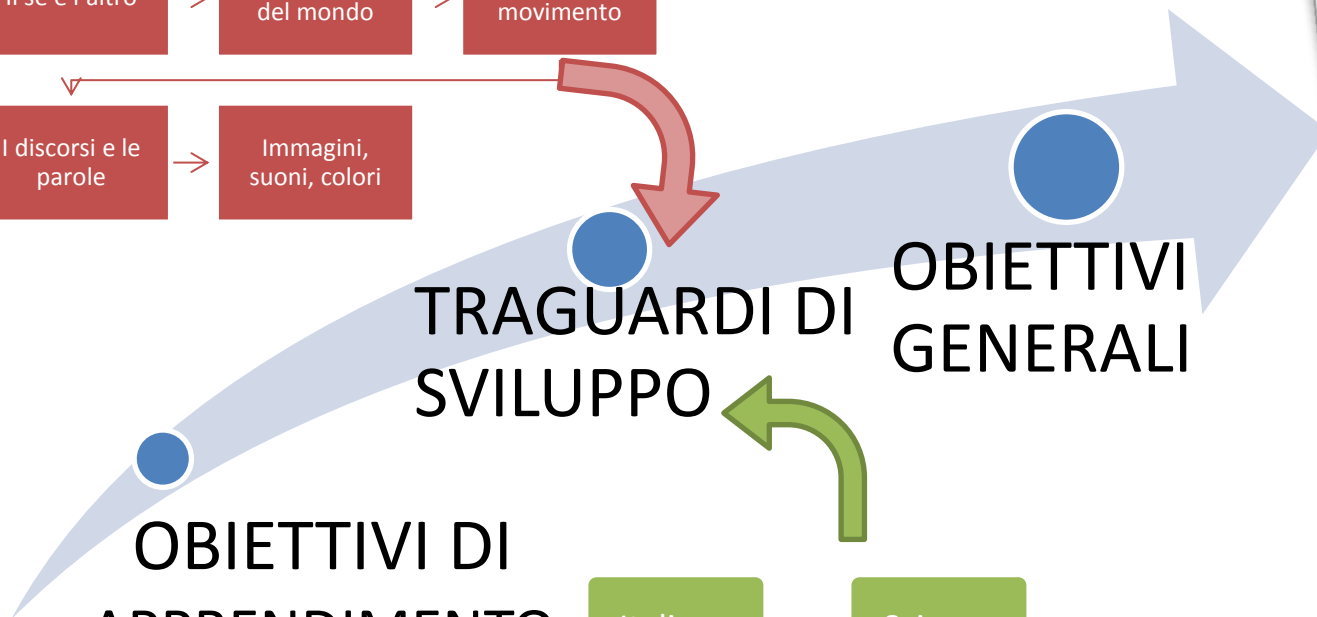 del mondo
movimento
I discorsi e le
parole
Immagini,
suoni, colori
TRAGUARDI DI
SVILUPPO
OBIETTIVI
GENERALI
OBIETTIVI DI